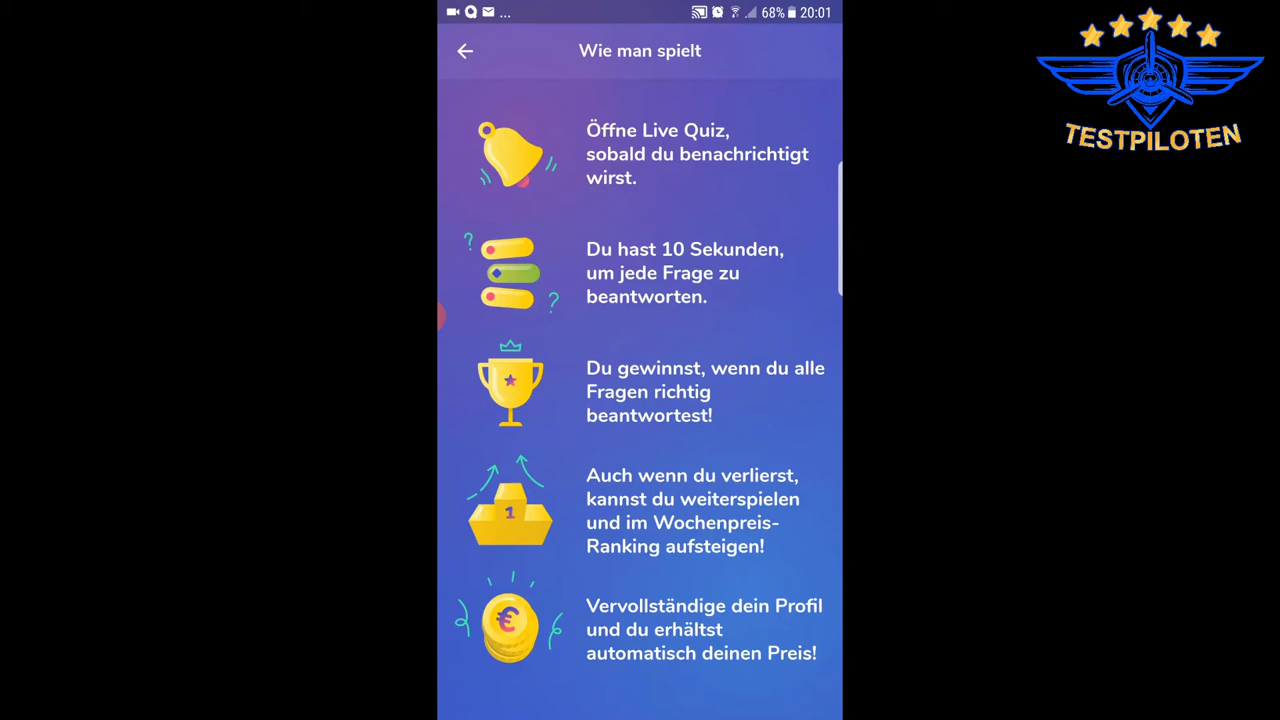 ... 68% 20:01
Wie man spielt
TESTPILOTEN
Öffne Live Quiz,
sobald du benachrichtigt
wirst.
Du hast 10 Sekunden,
um jede Frage zu
beantworten.
Du gewinnst, wenn du alle
Fragen richtig
beantwortest!
Auch wenn du verlierst,
kannst du weiterspielen
und im Wochenpreis-
Ranking aufsteigen!
1
Vervollständige dein Profil
und du erhältst
automatisch deinen Preis!
€